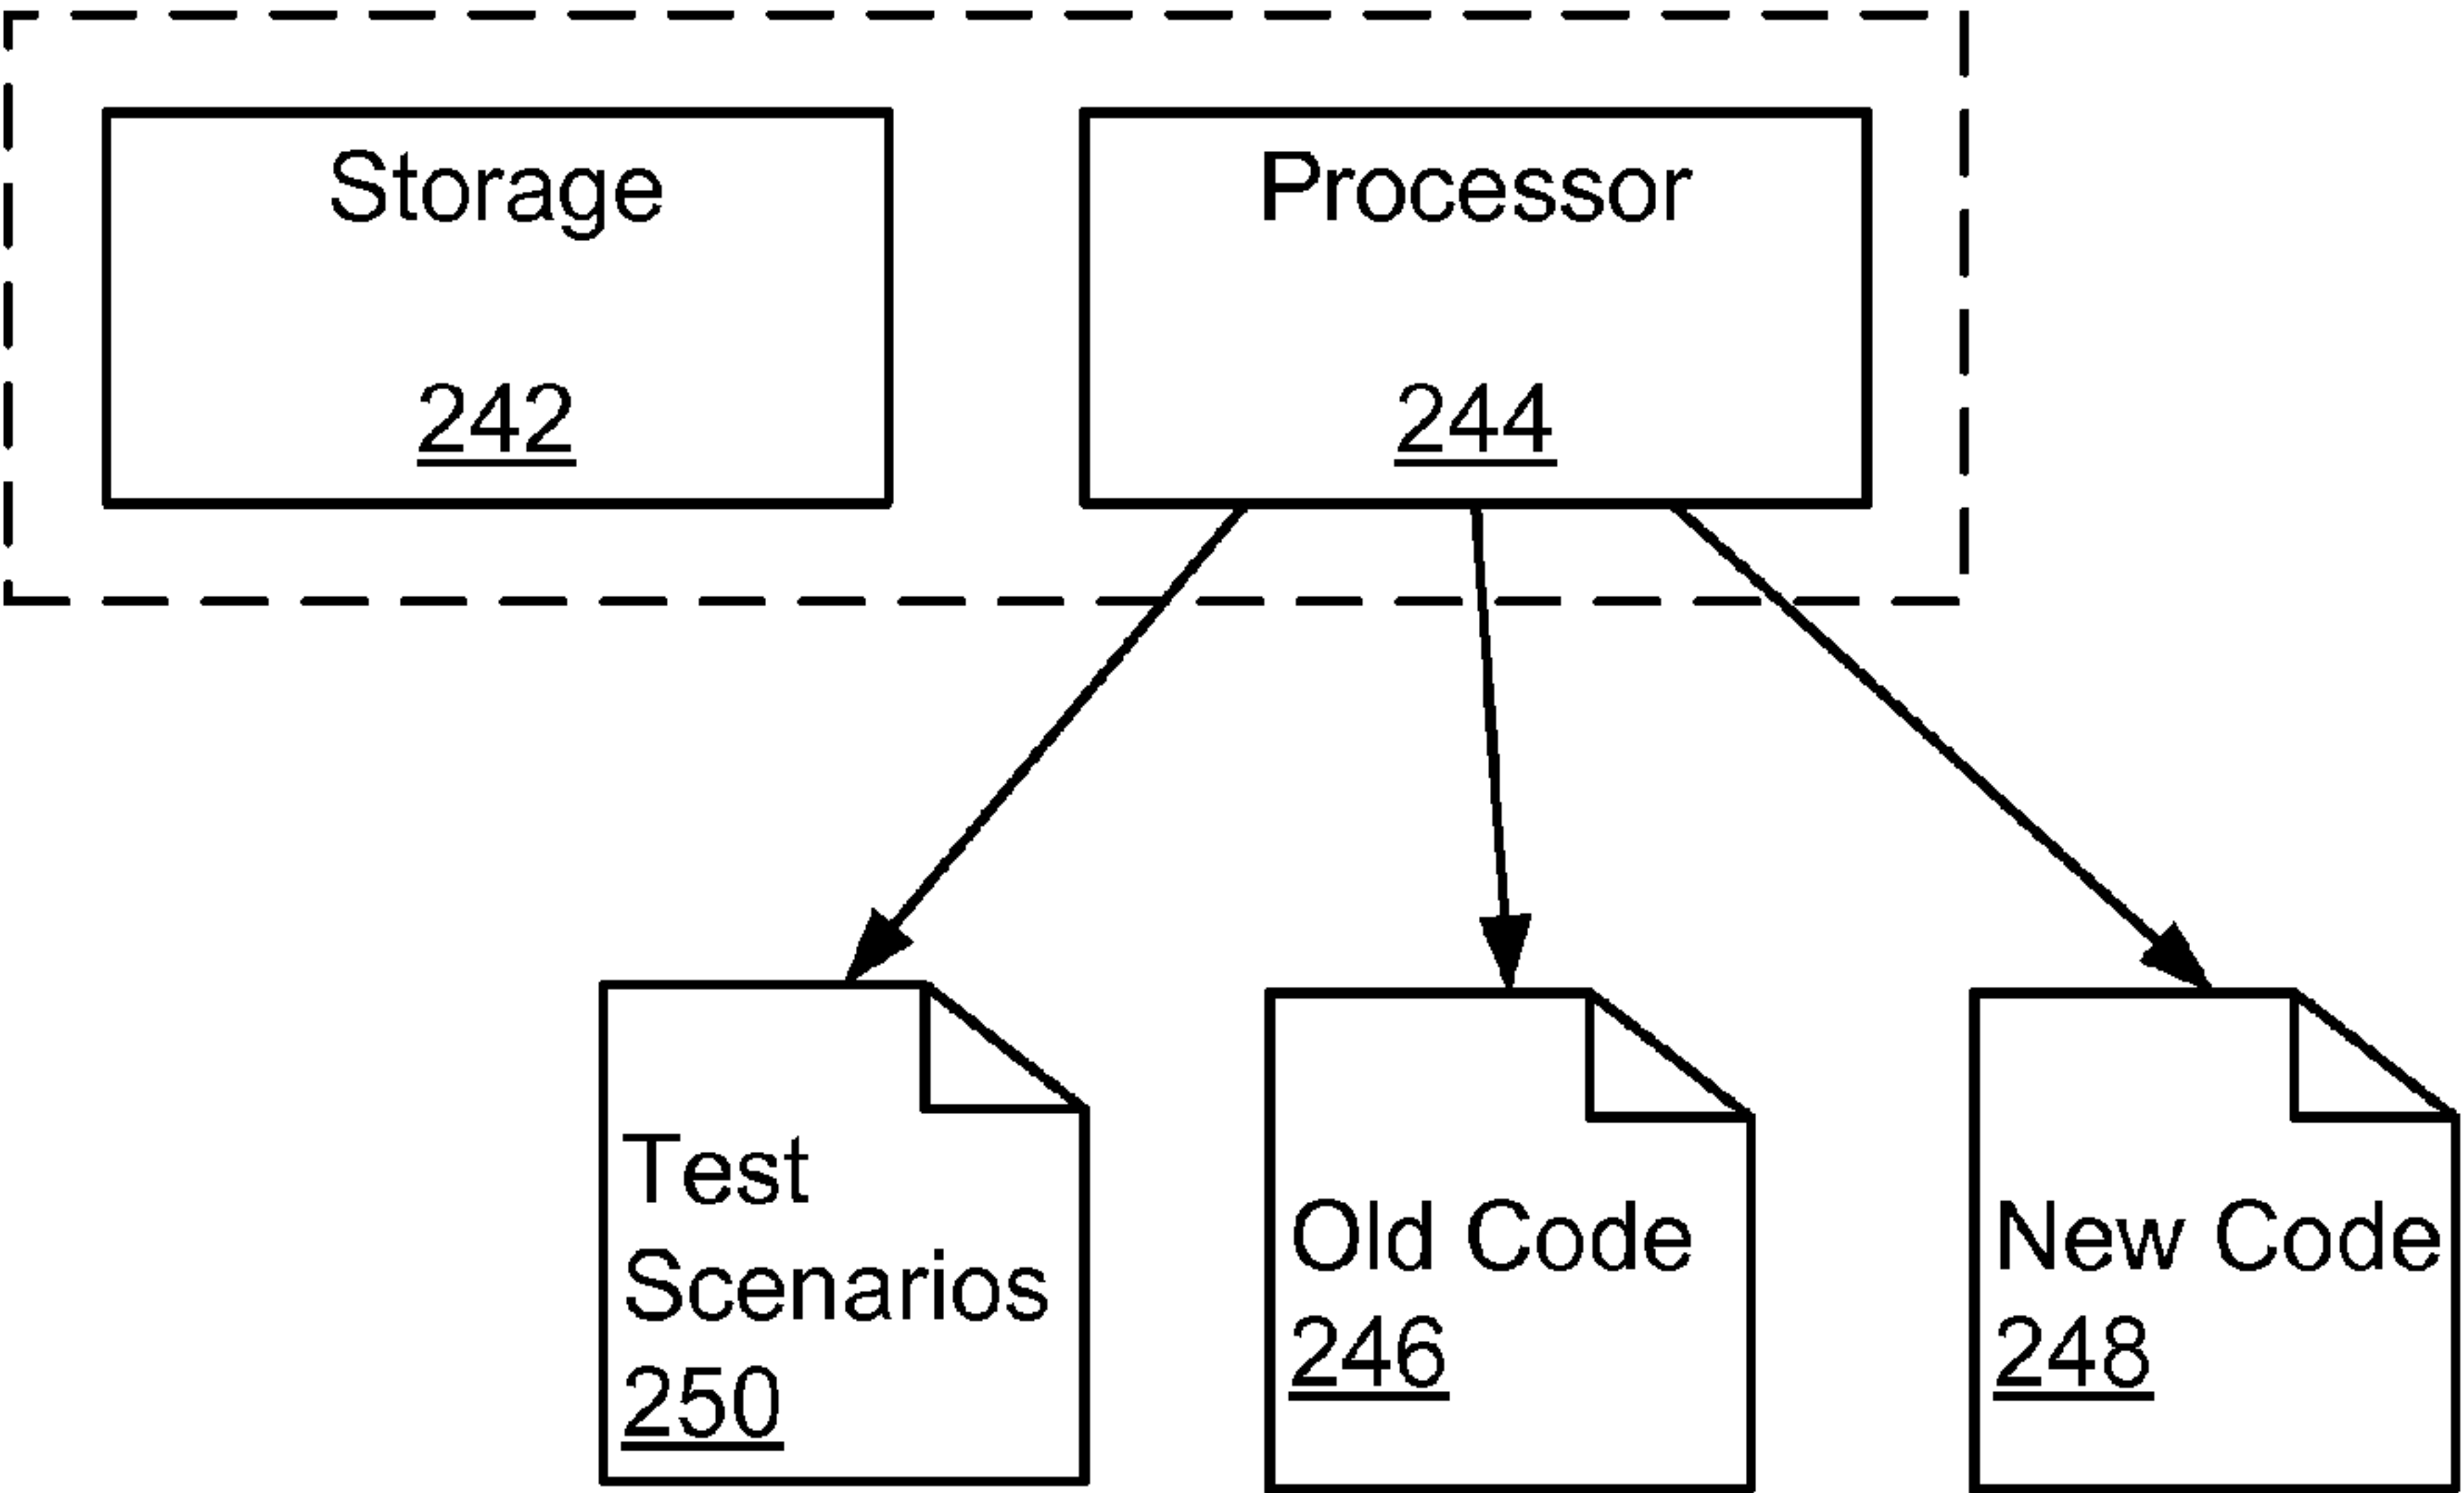 Storage
242
Processor
244
Test
Scenarios
250
Old Code
246
New Code
248